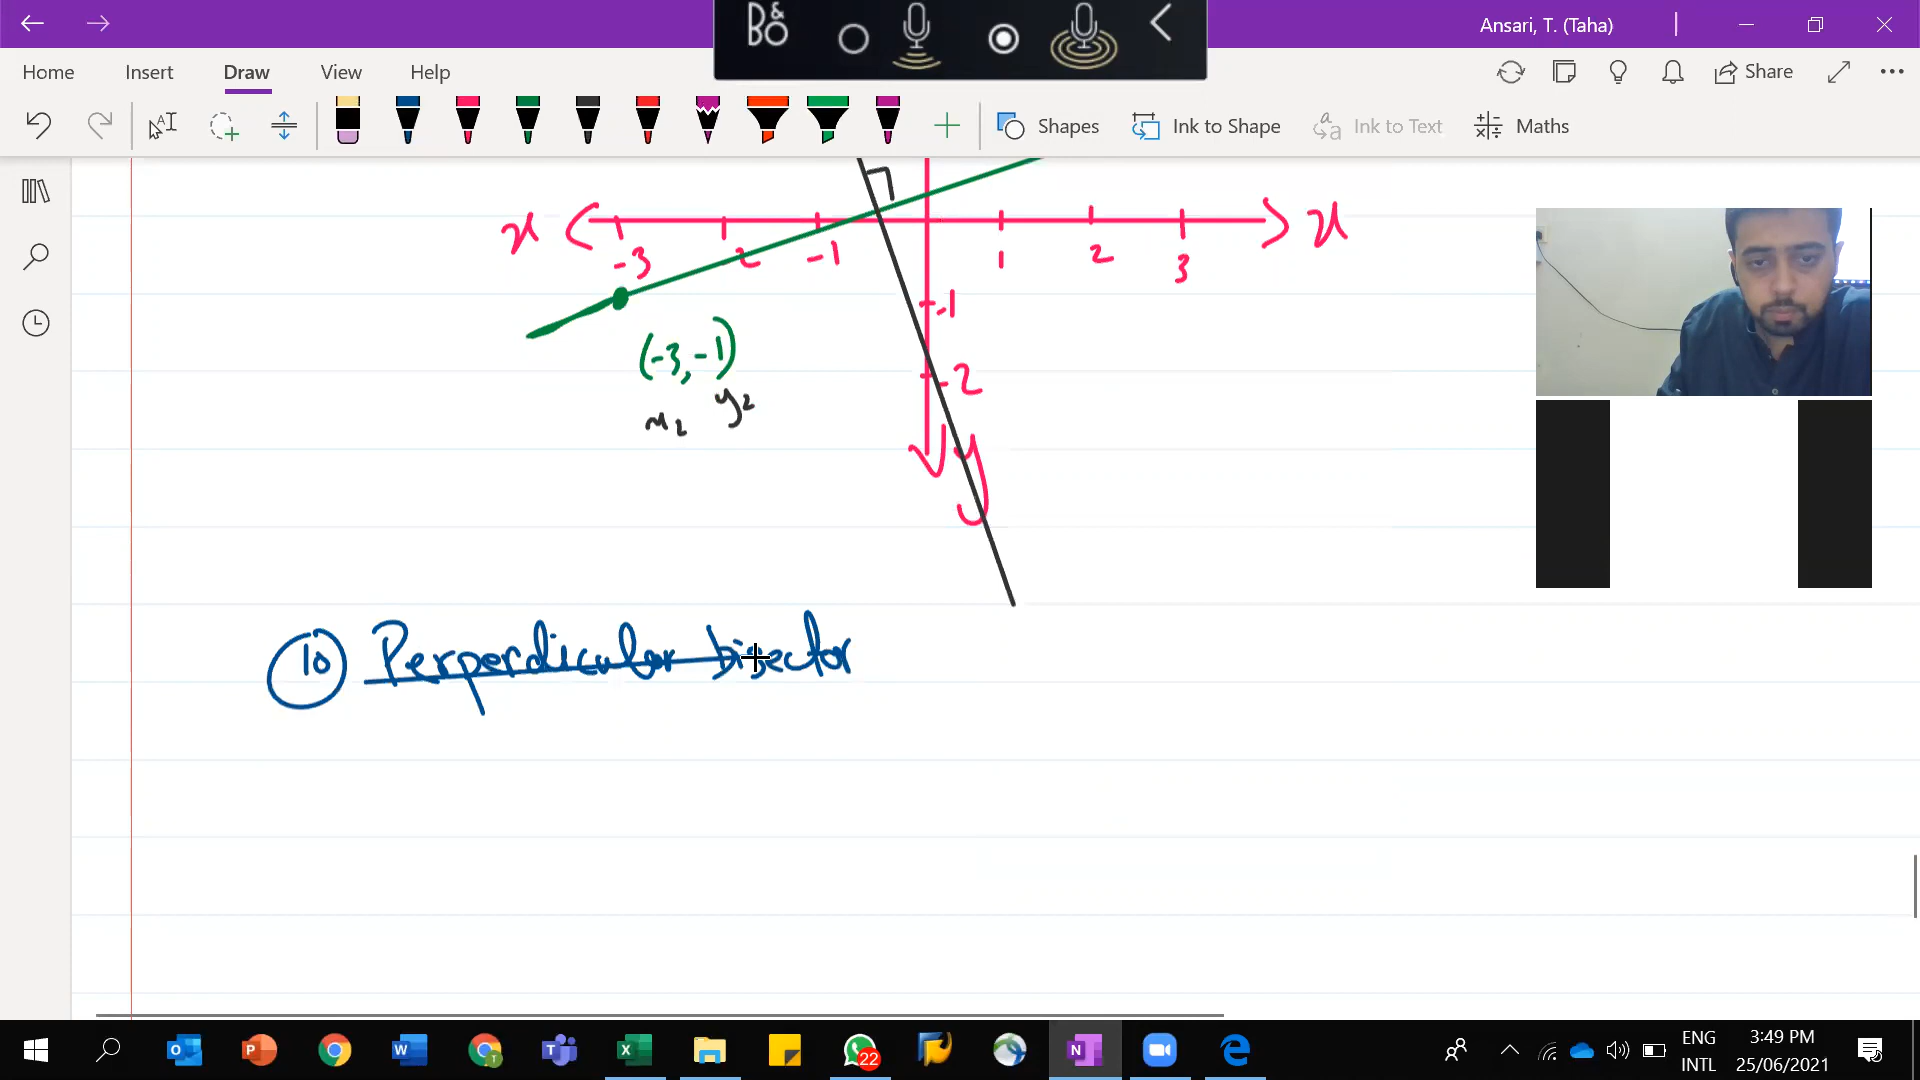 Ansari, T. (Taha)
B&O
Home Insert Draw View Help
Share
Shapes Ink to Shape Ink to Text Maths
x x
-3 2 -1 1 2 3
-1
(-3, -1)
x₂ y₂
-2
y
10 Perperdicular bisector
22
ENG
INTL
3:49 PM
25/06/2021